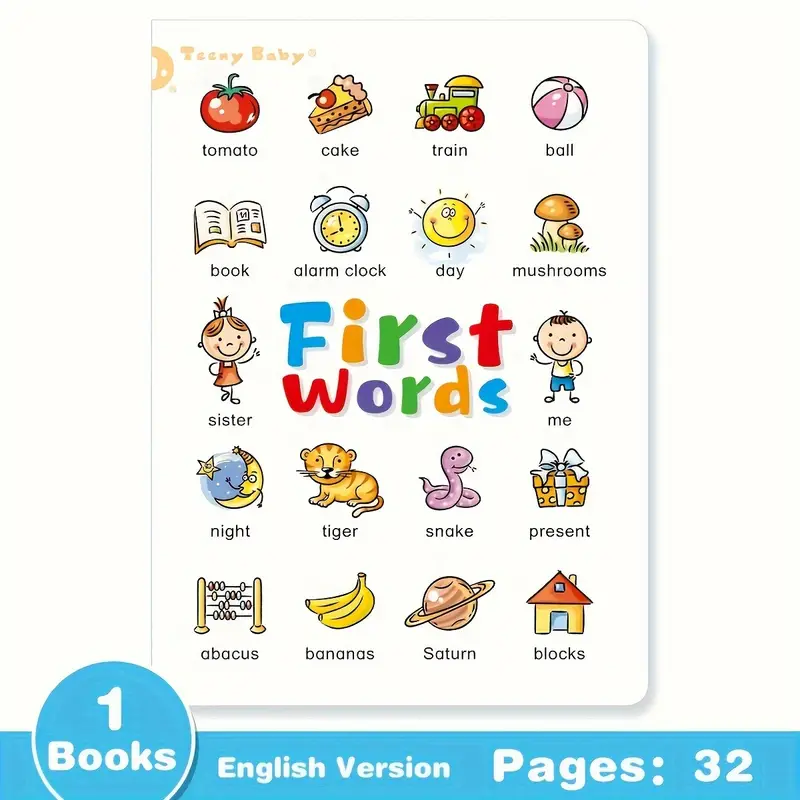 Teeny Baby®
tomato cake train ball
book alarm clock day mushrooms
First
Words
sister me
night tiger snake present
abacus bananas Saturn blocks
1
Books
English Version Pages: 32